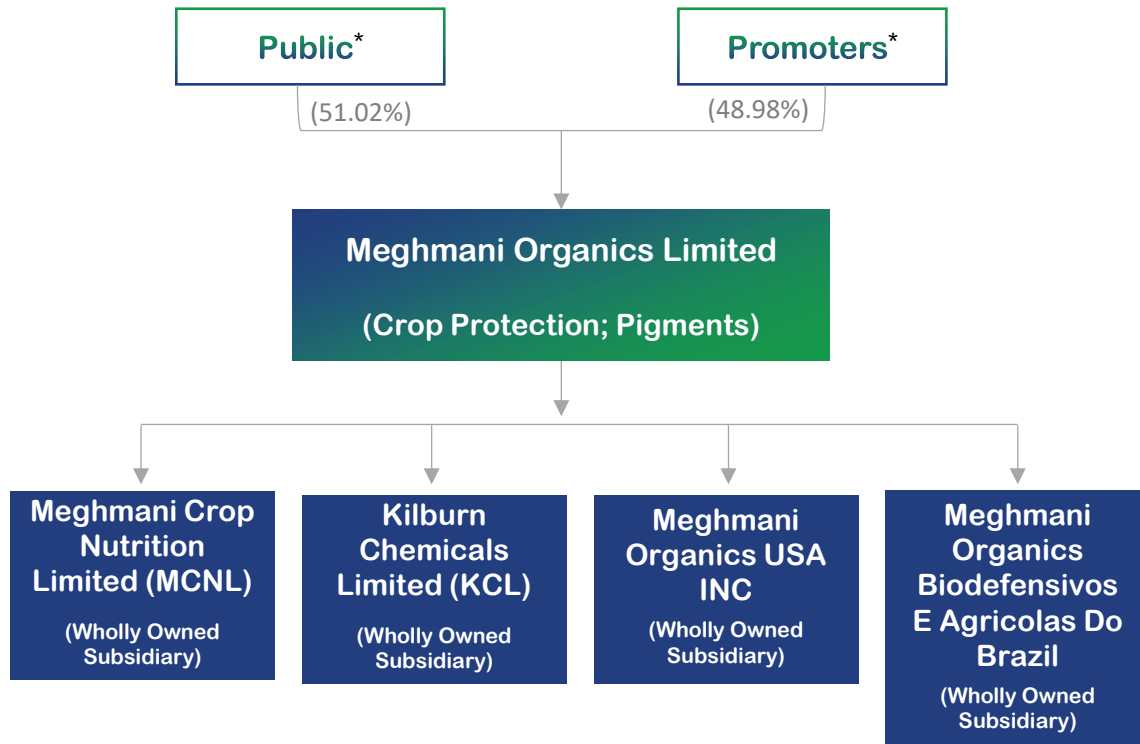 Public*
Promoters*
(51.02%)
(48.98%)
Meghmani Organics Limited
(Crop Protection; Pigments)
Meghmani Crop
Nutrition
Limited (MCNL)
(Wholly Owned
Subsidiary)
Kilburn
Chemicals
Limited (KCL)
(Wholly Owned
Subsidiary)
Meghmani
Organics USA
INC
(Wholly Owned
Subsidiary)
Meghmani
Organics
Biodefensivos
E Agricolas Do
Brazil
(Wholly Owned
Subsidiary)